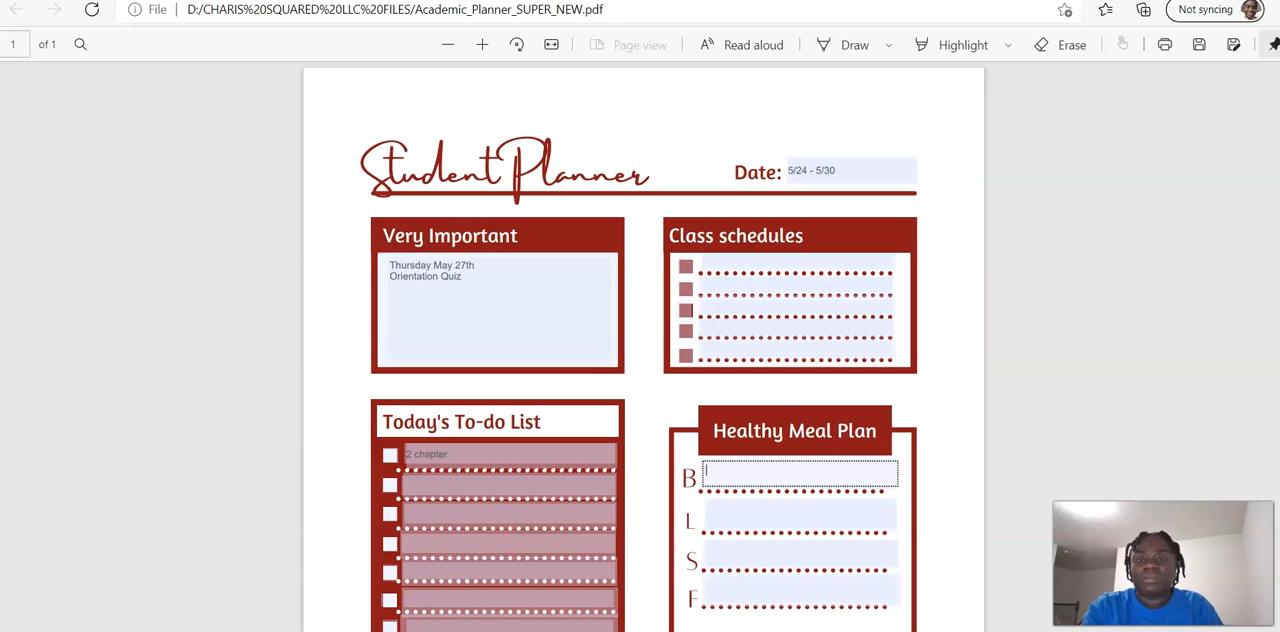 File
D:/CHARIS%20SQUARED%20LLC%20FILES/Academic_Planner_SUPER_NEW.pdf
Not syncing
1 of 1
Page view
Read aloud
Draw
Highlight
Erase
Student Planner
Date: 5/24 - 5/30
Very Important
Thursday May 27th
Orientation Quiz
Class schedules
Today's To-do List
2 chapter
Healthy Meal Plan
B
L
S
F